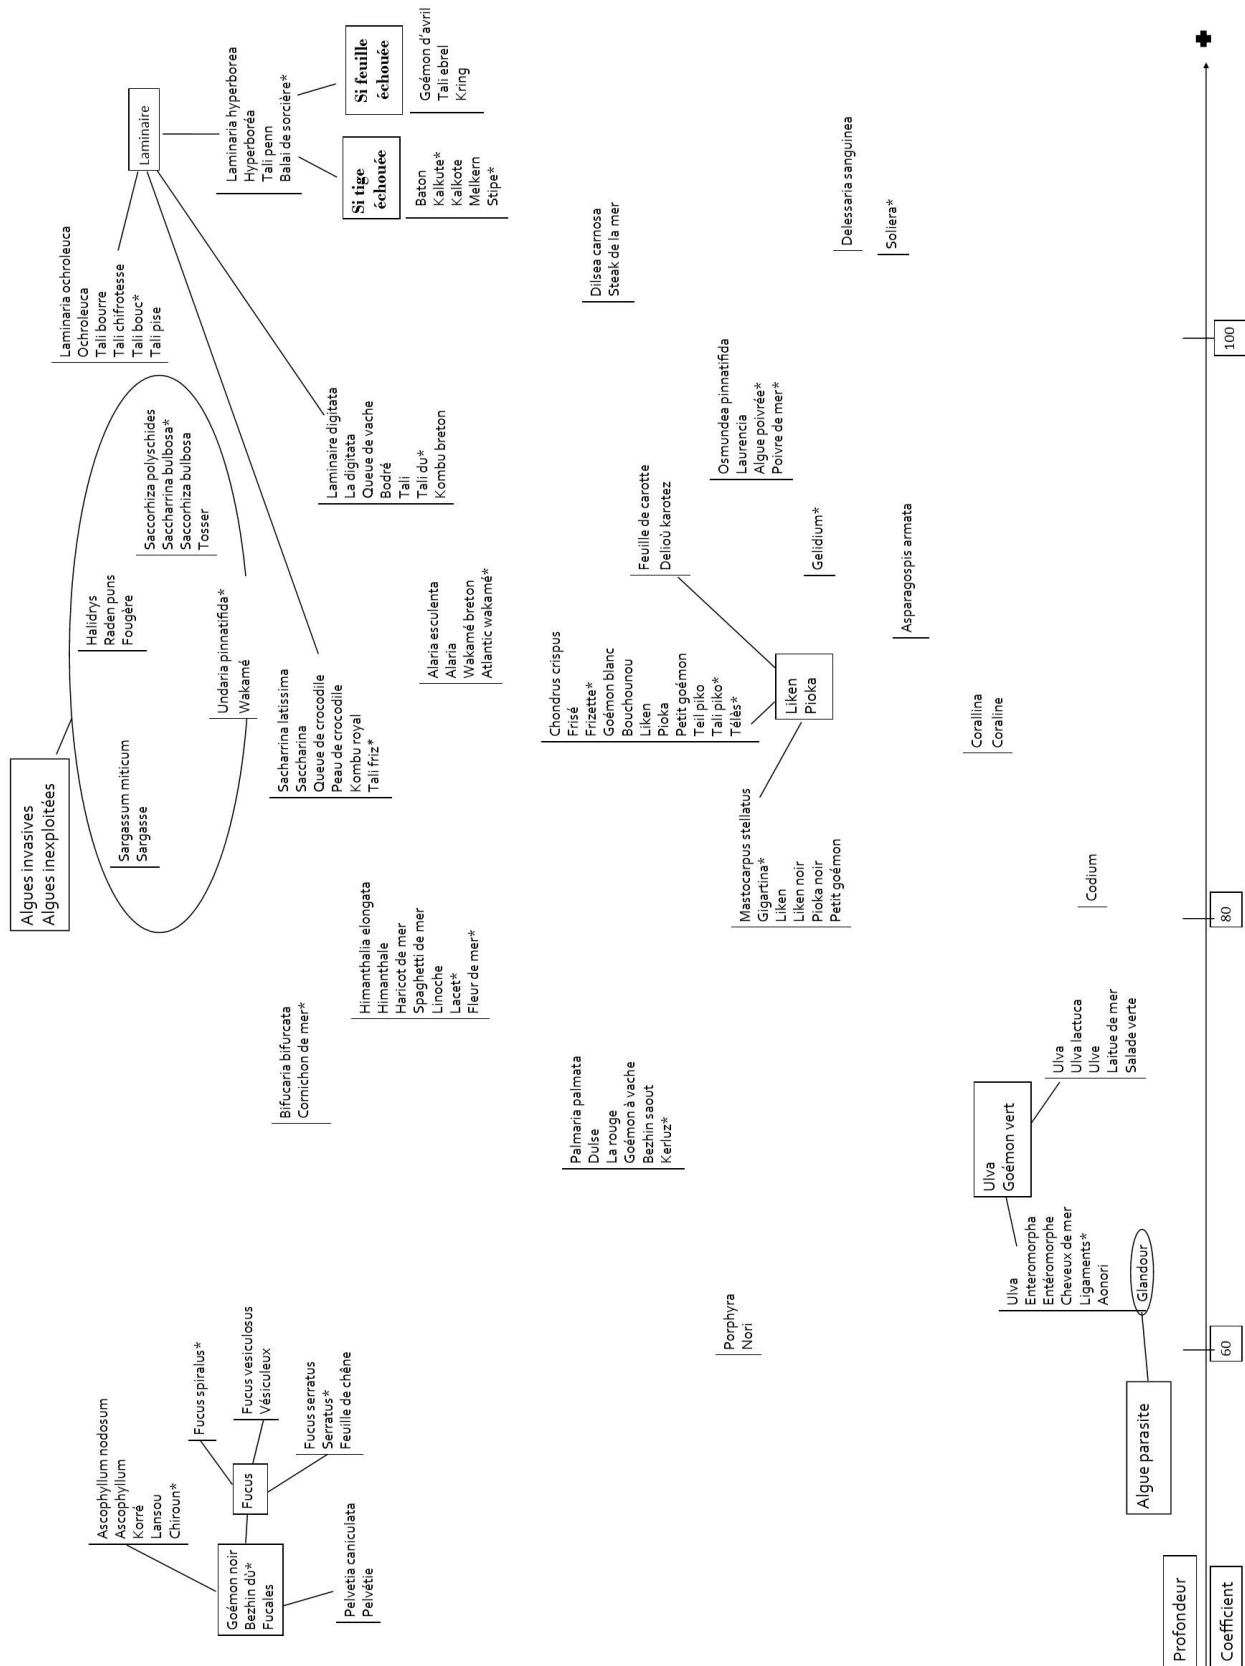 Algues invasives
Algues inexploitées
Ascophyllum nodosum
Ascophyllum
Korré
Lansou
Chiroun*
Goémon noir
Bezhin dù*
Fucales
Fucus
Fucus spiralus*
Fucus vesiculosus
Vésiculeux
Fucus serratus
Serratus*
Feuille de chêne
Pelvetia caniculata
Pelvétie
Bifucaria bifurcata
Cornichon de mer*
Himanthalia elongata
Himanthale
Haricot de mer
Spaghetti de mer
Linoche
Lacet*
Fleur de mer*
Sargassum miticum
Sargasse
Halidrys
Raden puns
Fougère
Saccorhiza polyschides
Saccharrina bulbosa*
Saccorhiza bulbosa
Tosser
Undaria pinnatifida*
Wakamé
Sacharrina latissima
Saccharina
Queue de crocodile
Peau de crocodile
Kombu royal
Tali friz*
Alaria esculenta
Alaria
Wakamé breton
Atlantic wakamé*
Laminaire digitata
La digitata
Queue de vache
Bodré
Tali
Tali du*
Kombu breton
Laminaria ochroleuca
Ochroleuca
Tali bourre
Tali chifrotesse
Tali bouc*
Tali pise
Laminaire
Laminaria hyperborea
Hyperboréa
Tali penn
Balai de sorcière*
Si tige
échouée
Baton
Kalkute*
Kalkote
Melkern
Stipe*
Si feuille
échouée
Goémon d’avril
Tali ebrel
Kring
Palmaria palmata
Dulse
La rouge
Goémon à vache
Bezhin saout
Kerluz*
Porphyra
Nori
Chondrus crispus
Frisé
Frizette*
Goémon blanc
Bouchounou
Liken
Pioka
Petit goémon
Teil piko
Tali piko*
Télès*
Liken
Pioka
Mastocarpus stellatus
Gigartina*
Liken
Liken noir
Pioka noir
Petit goémon
Feuille de carotte
Delioù karotez
Dilsea carnosa
Steak de la mer
Osmundea pinnatifida
Laurencia
Algue poivrée*
Poivre de mer*
Gelidium*
Asparagospis armata
Delessaria sanguinea
Soliera*
Corallina
Coraline
Ulva
Goémon vert
Ulva
Enteromorpha
Entéromorphe
Cheveux de mer
Ligaments*
Aonori
Glandour
Algue parasite
Ulva
Ulva lactuca
Ulve
Laitue de mer
Salade verte
Codium
Profondeur
Coefficient
60
80
100